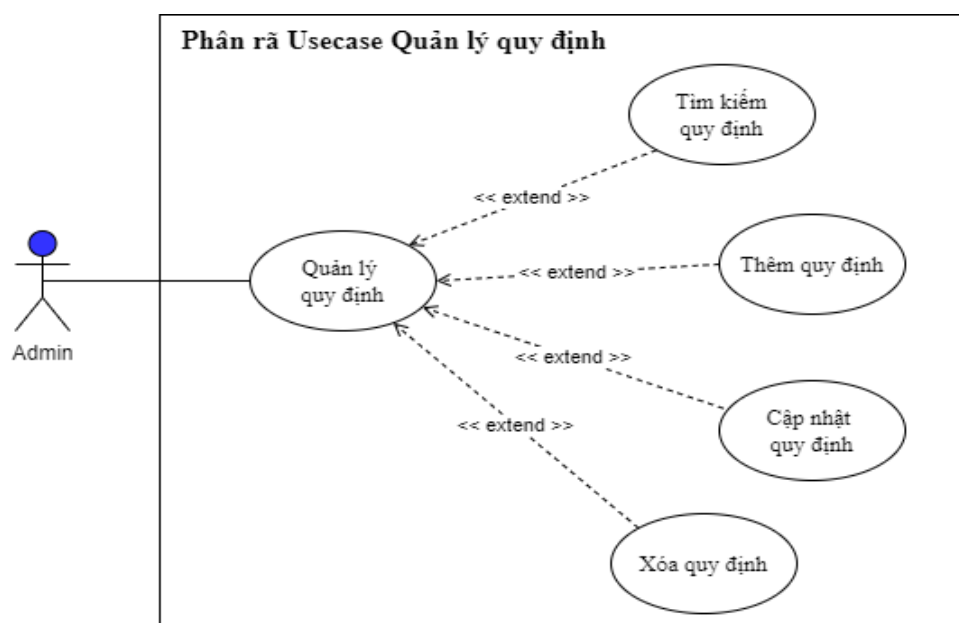 Phân rã Usecase Quản lý quy định
Tìm kiếm
quy định
<< extend >>
Quản lý
quy định
<< extend >>
Thêm quy định
Admin
<< extend >>
Cập nhật
quy định
<< extend >>
Xóa quy định